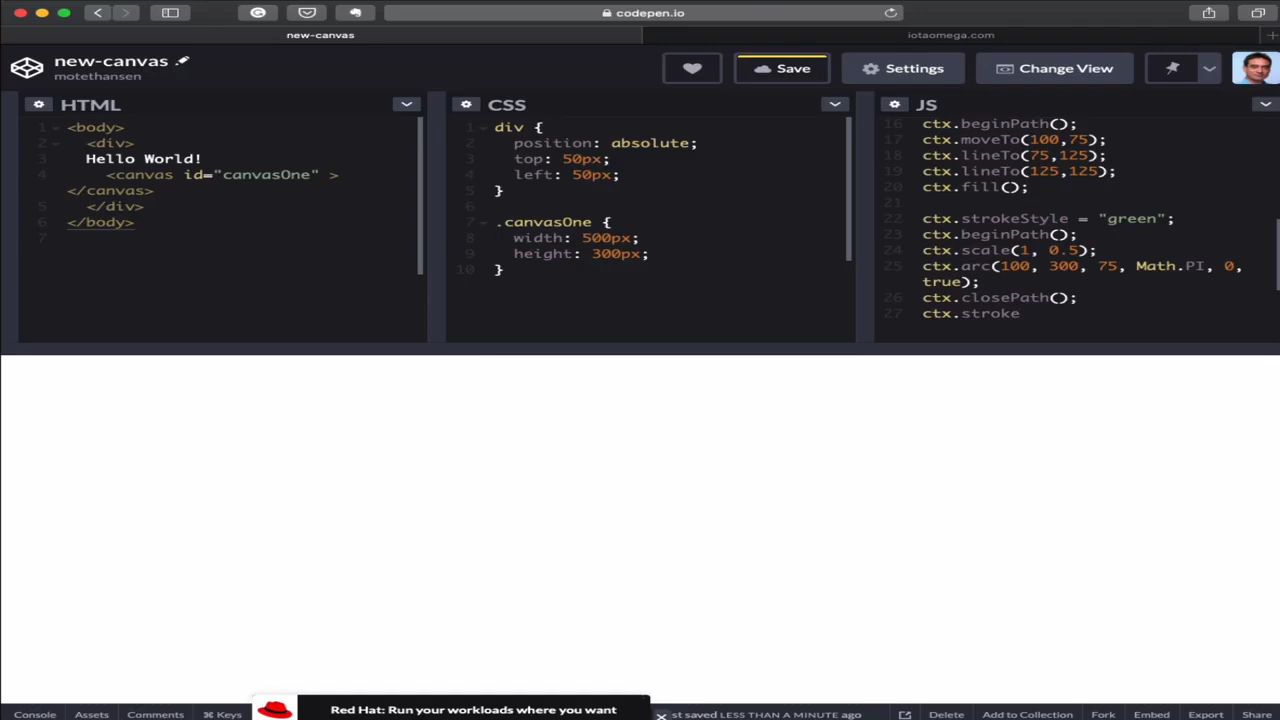 codepen.io
new-canvas
iotaomega.com
new-canvas
motethansen
Save
Settings
Change View
HTML
1 <body>
2 <div>
3 Hello World!
4 <canvas id="canvasOne" >
5 </canvas>
5 </div>
6 </body>
7
CSS
1 div {
2 position: absolute;
3 top: 50px;
4 left: 50px;
5 }
6
7 .canvasOne {
8 width: 500px;
9 height: 300px;
10 }
JS
16 ctx.beginPath();
17 ctx.moveTo(100,75);
18 ctx.lineTo(75,125);
19 ctx.lineTo(125,125);
20 ctx.fill();
21
22 ctx.strokeStyle = "green";
23 ctx.beginPath();
24 ctx.scale(1, 0.5);
25 ctx.arc(100, 300, 75, Math.PI, 0,
true);
26 ctx.closePath();
27 ctx.stroke
Red Hat: Run your workloads where you want
Console Assets Comments ⌘ Keys
st saved LESS THAN A MINUTE ago
Delete Add to Collection Fork Embed Export Share